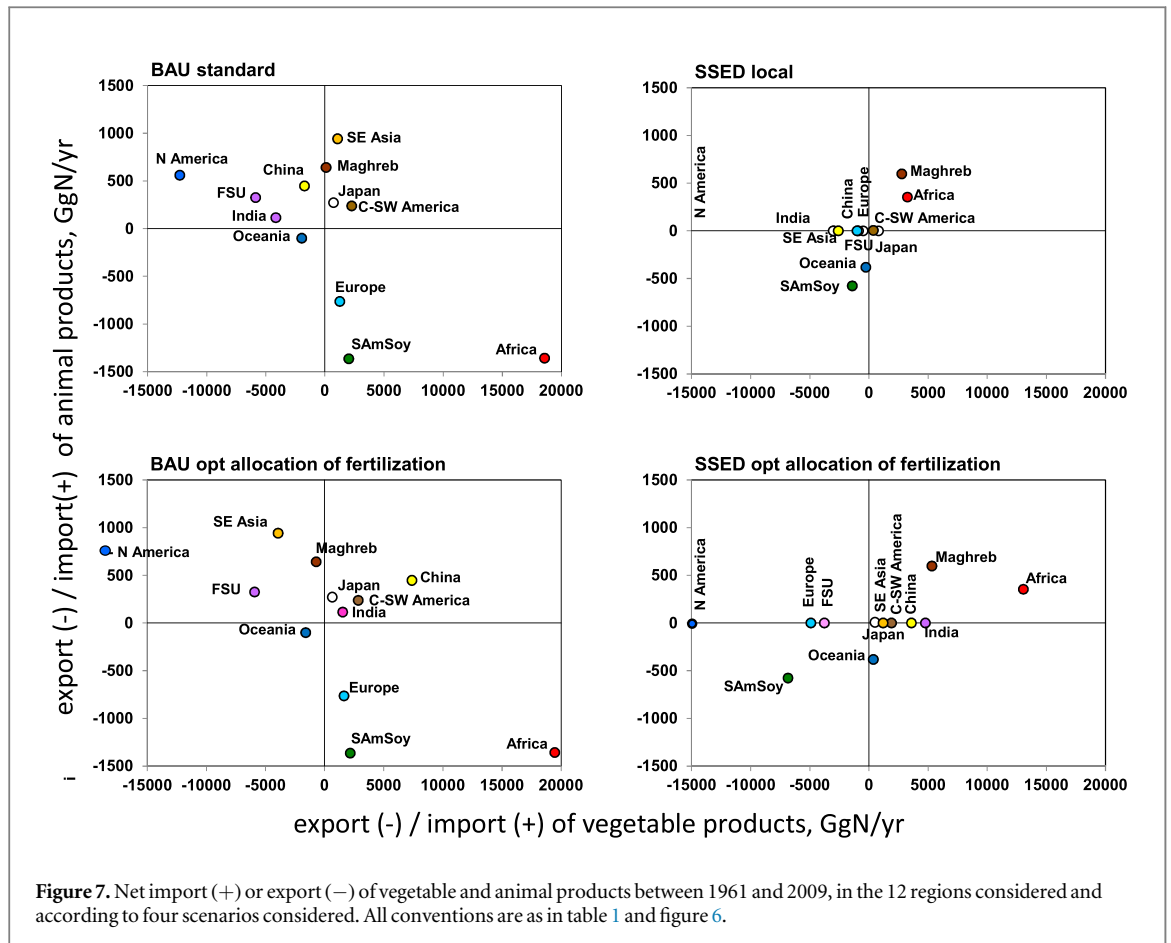 BAU standard
1500
1000
500
0
-500
-1000
-1500
-15000 -10000 -5000 0 5000 10000 15000 20000
N America
FSU
India
China
Oceania
SE Asia
Maghreb
Japan
C-SW America
Europe
SAmSoy
Africa
SSED local
1500
1000
500
0
-500
-1000
-1500
-15000 -10000 -5000 0 5000 10000 15000 20000
N America
India
SE Asia
China
Europe
FSU
C-SW America
Japan
Maghreb
Africa
Oceania
SAmSoy
export (-) / import(+) of animal products, GgN/yr
BAU opt allocation of fertilization
1500
1000
500
0
-500
-1000
-1500
-15000 -10000 -5000 0 5000 10000 15000 20000
SE Asia
N America
Maghreb
FSU
Japan
China
C-SW America
India
Oceania
Europe
SAmSoy
Africa
i
SSED opt allocation of fertilization
1500
1000
500
0
-500
-1000
-1500
-15000 -10000 -5000 0 5000 10000 15000 20000
N America
Europe
FSU
SE Asia
C-SW America
China
Japan
India
Maghreb
Africa
Oceania
SAmSoy
export (-) / import (+) of vegetable products, GgN/yr
Figure 7. Net import (+) or export (−) of vegetable and animal products between 1961 and 2009, in the 12 regions considered and
according to four scenarios considered. All conventions are as in table 1 and figure 6.